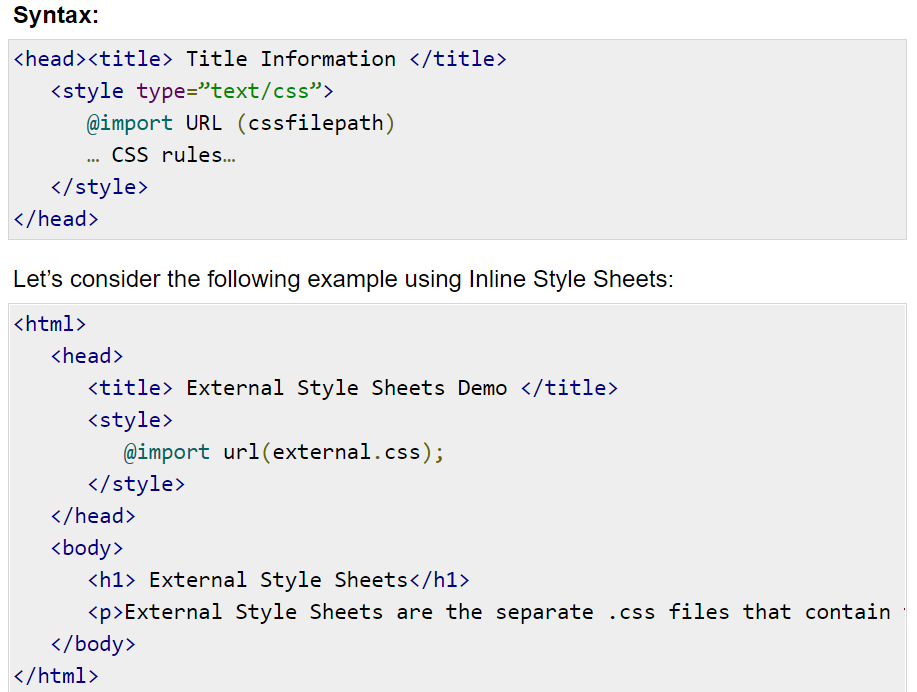 Syntax:
<head><title> Title Information </title>
<style type=”text/css”>
@import URL (cssfilepath)
… CSS rules…
</style>
</head>
Let’s consider the following example using Inline Style Sheets:
<html>
<head>
<title> External Style Sheets Demo </title>
<style>
@import url(external.css);
</style>
</head>
<body>
<h1> External Style Sheets</h1>
<p>External Style Sheets are the separate .css files that contain
</body>
</html>